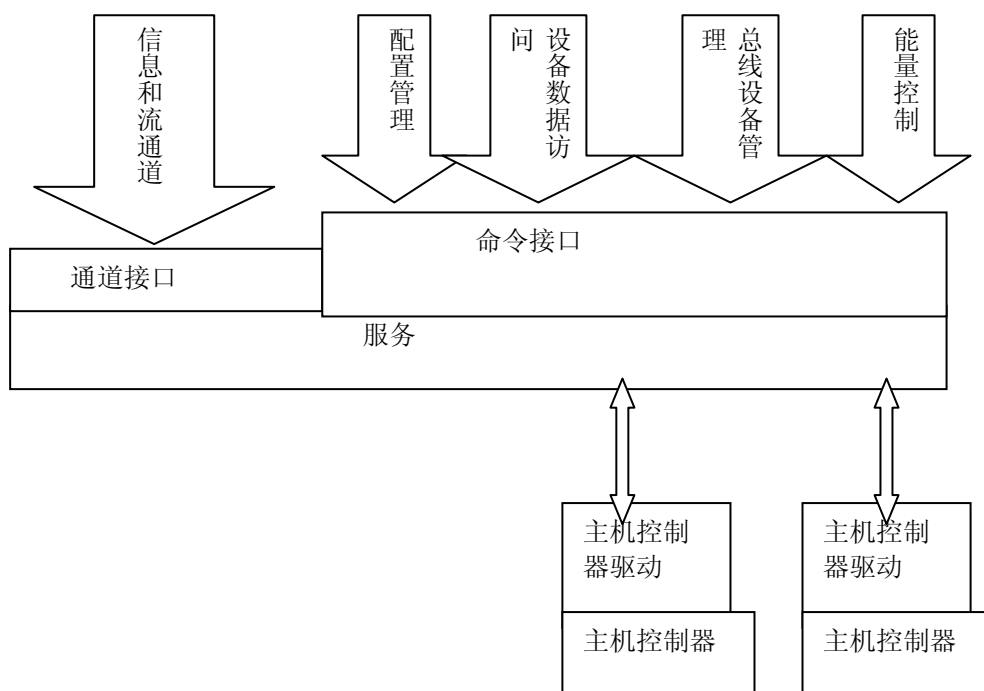 信息和流通道
配置管理
设备数据访
问
总线设备管
理
能量控制
命令接口
通道接口
服务
主机控制
器驱动
主机控制
器驱动
主机控制器
主机控制器